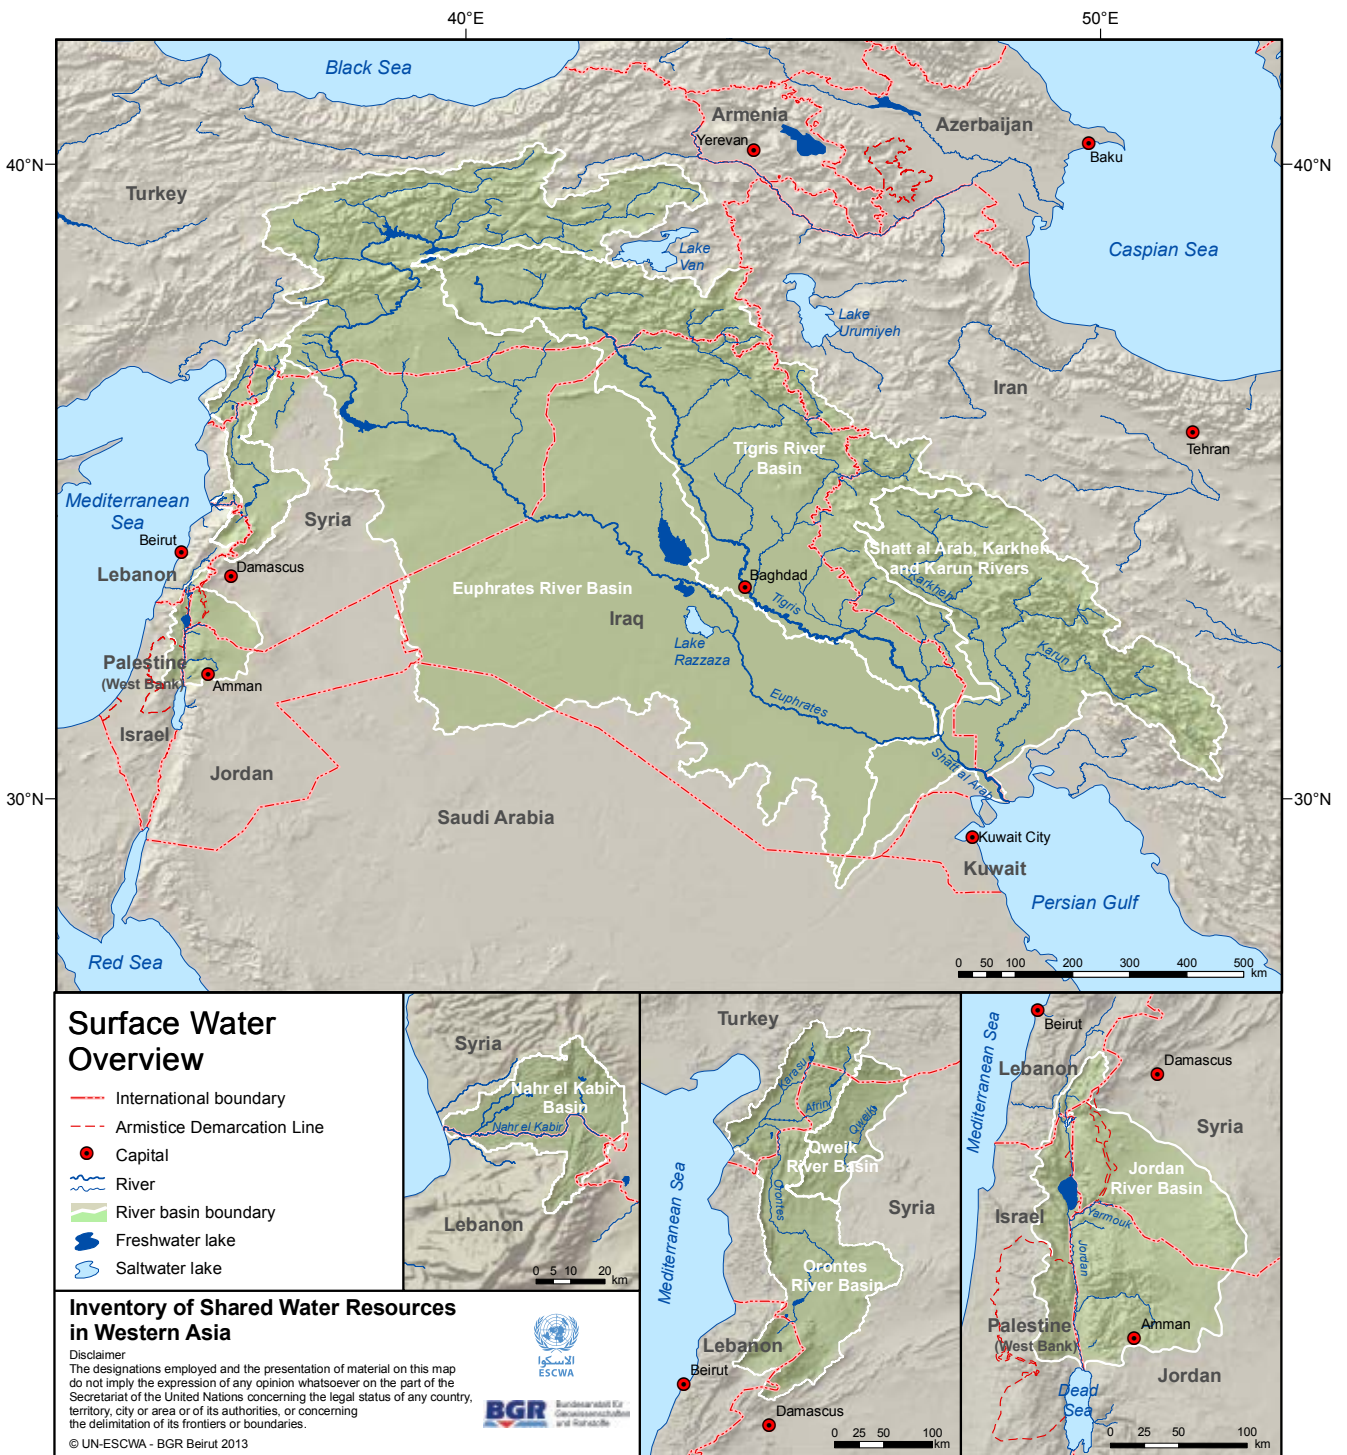 40°E
50°E
40°N
40°N
30°N
30°N
Black Sea
Armenia
Yerevan
Azerbaijan
Baku
Turkey
Caspian Sea
Lake
Van
Lake
Urumiyeh
Iran
Tehran
Tigris River
Basin
Mediterranean
Sea
Syria
Beirut
Lebanon
Damascus
Shatt al Arab, Karkheh
and Karun Rivers
Karkheh
Baghdad
Tigris
Euphrates River Basin
Iraq
Lake
Razzaza
Karun
Palestine
(West Bank)
Amman
Euphrates
Israel
Jordan
Shatt al Arab
Saudi Arabia
Kuwait City
Kuwait
Persian Gulf
Red Sea
0 50 100 200 300 400 500
km
Surface Water
Overview
International boundary
Armistice Demarcation Line
Capital
River
River basin boundary
Freshwater lake
Saltwater lake
Syria
Nahr el Kabir
Basin
Nahr el Kabir
Lebanon
0 5 10 20
km
Turkey
Karasu
Afrin
Qweik
Qweik
River Basin
Orontes
Mediterranean Sea
Syria
Orontes
River Basin
Lebanon
Beirut
Damascus
0 25 50 100
km
Beirut
Mediterranean Sea
Lebanon
Damascus
Syria
Jordan
River Basin
Israel
Yarmouk
Jordan
Palestine
(West Bank)
Amman
Jordan
Dead
Sea
0 25 50 100
km
Inventory of Shared Water Resources
in Western Asia
Disclaimer
The designations employed and the presentation of material on this map
do not imply the expression of any opinion whatsoever on the part of the
Secretariat of the United Nations concerning the legal status of any country,
territory, city or area or of its authorities, or concerning
the delimitation of its frontiers or boundaries.
© UN-ESCWA - BGR Beirut 2013
الاسكوا
ESCWA
BGR
Bundesanstalt für
Geowissenschaften
und Rohstoffe